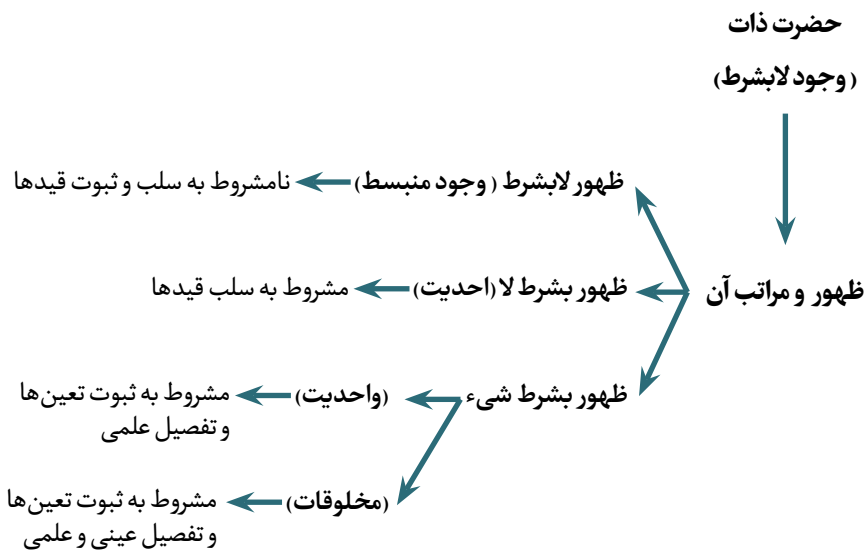 حضرت ذات
(وجود لابشرط)
ظهور و مراتب آن
ظهور لابشرط (وجود منبسط)
نامشروط به سلب و ثبوت قیدها
ظهور بشرط لا (احدیت)
مشروط به سلب قیدها
ظهور بشرط شیء
(واحدیت)
مشروط به ثبوت تعین‌ها
و تفصیل علمی
(مخلوقات)
مشروط به ثبوت تعین‌ها
و تفصیل عینی و علمی